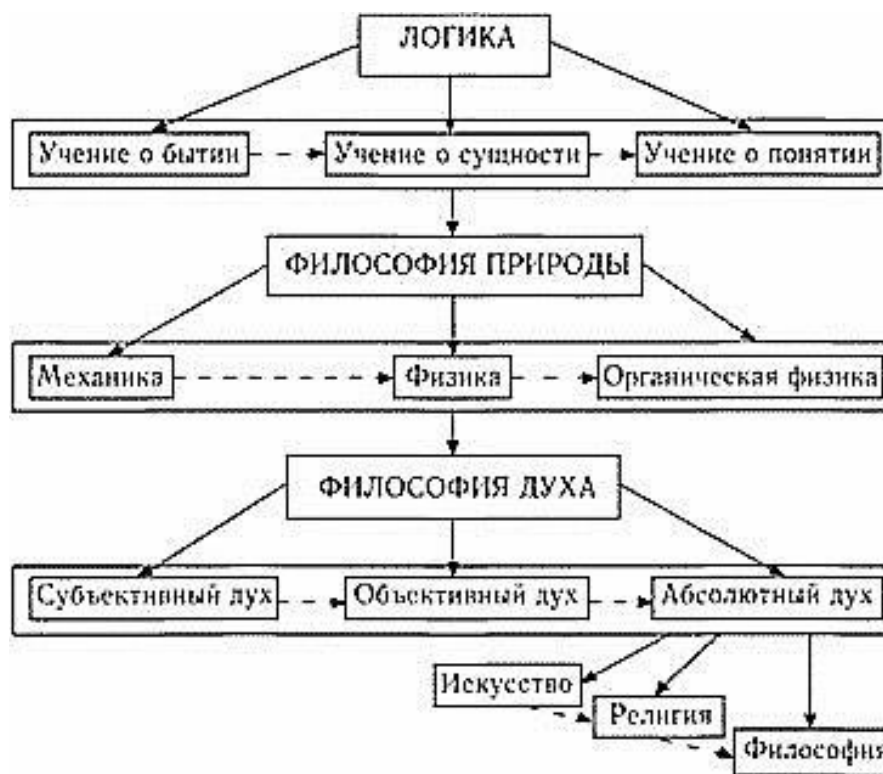 ЛОГИКА
Учение о бытии
Учение о сущности
Учение о понятии
ФИЛОСОФИЯ ПРИРОДЫ
Механика
Физика
Органическая физика
ФИЛОСОФИЯ ДУХА
Субъективный дух
Объективный дух
Абсолютный дух
Искусство
Религия
Философия